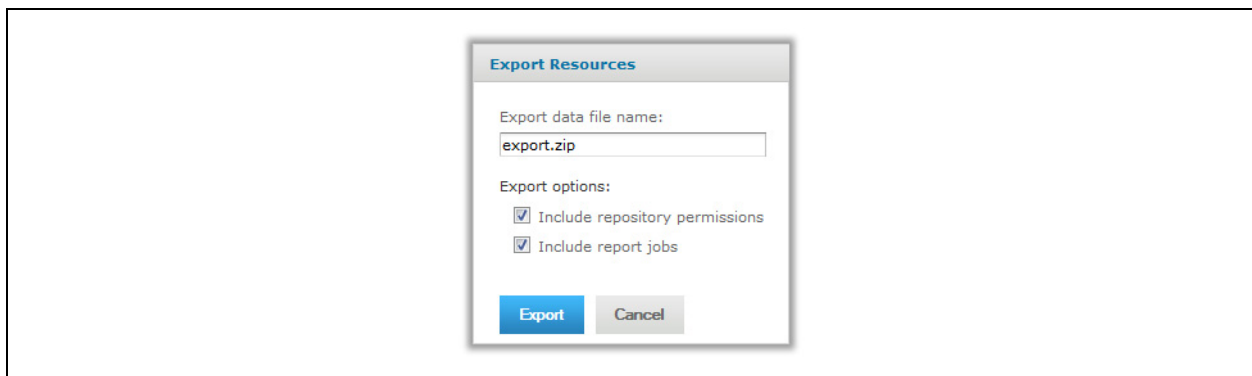 Export Resources
Export data file name:
export.zip
Export options:
Include repository permissions
Include report jobs
Export Cancel